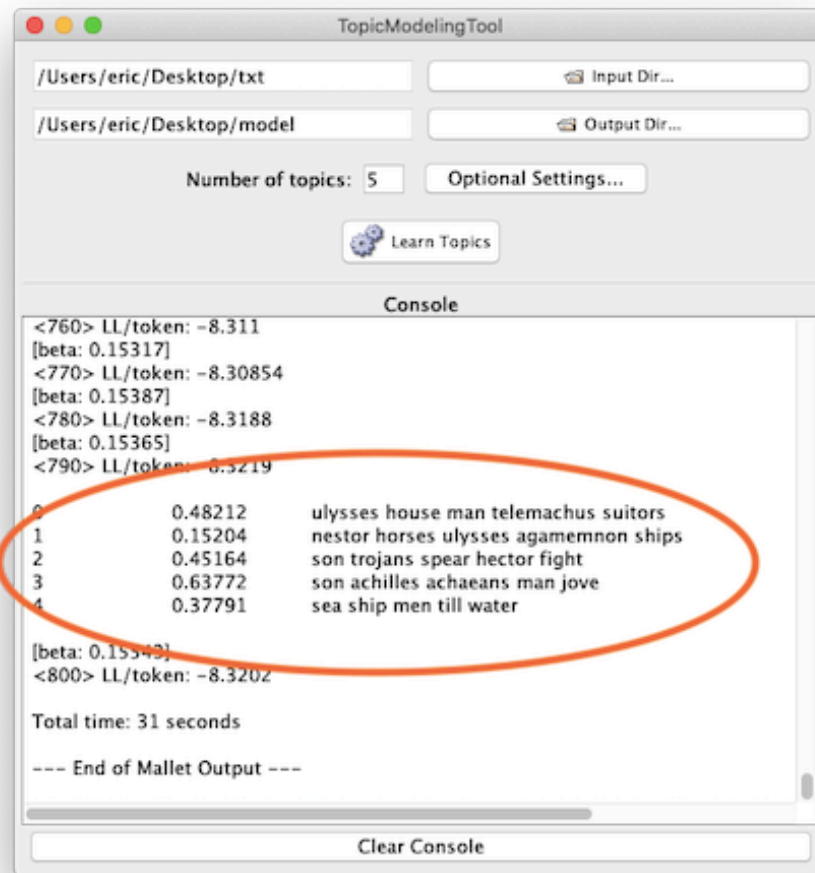 TopicModelingTool
/Users/eric/Desktop/txt Input Dir...
/Users/eric/Desktop/model Output Dir...
Number of topics: 5 Optional Settings...
Learn Topics
Console
<760> LL/token: -8.311
[beta: 0.15317]
<770> LL/token: -8.30854
[beta: 0.15387]
<780> LL/token: -8.3188
[beta: 0.15365]
<790> LL/token: -8.3219
0 0.48212 ulysses house man telemachus suitors
1 0.15204 nestor horses ulysses agamemnon ships
2 0.45164 son trojans spear hector fight
3 0.63772 son achilles achaeans man jove
4 0.37791 sea ship men till water
[beta: 0.15343]
<800> LL/token: -8.3202
Total time: 31 seconds
--- End of Mallet Output ---
Clear Console